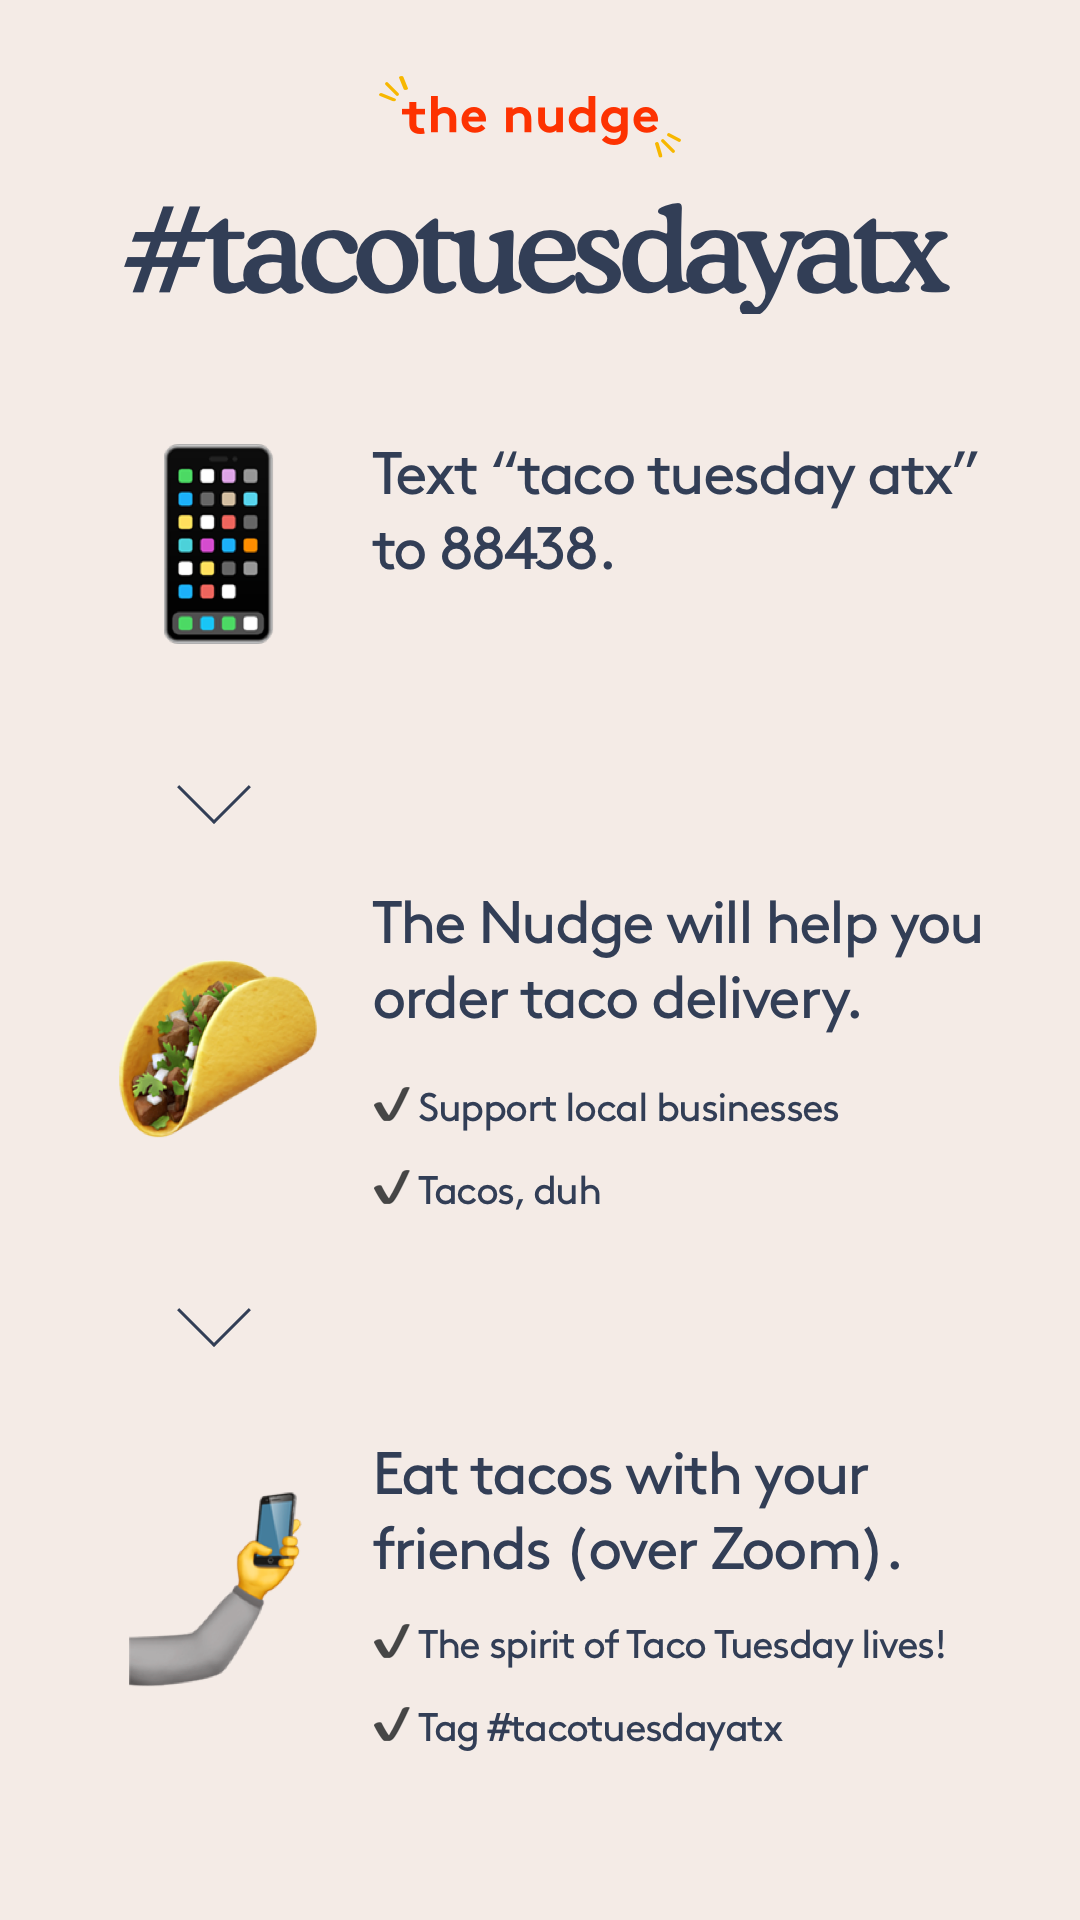 the nudge
#tacotuesdayatx
Text “taco tuesday atx”
to 88438.
The Nudge will help you
order taco delivery.
✔ Support local businesses
✔ Tacos, duh
Eat tacos with your
friends (over Zoom).
✔ The spirit of Taco Tuesday lives!
✔ Tag #tacotuesdayatx